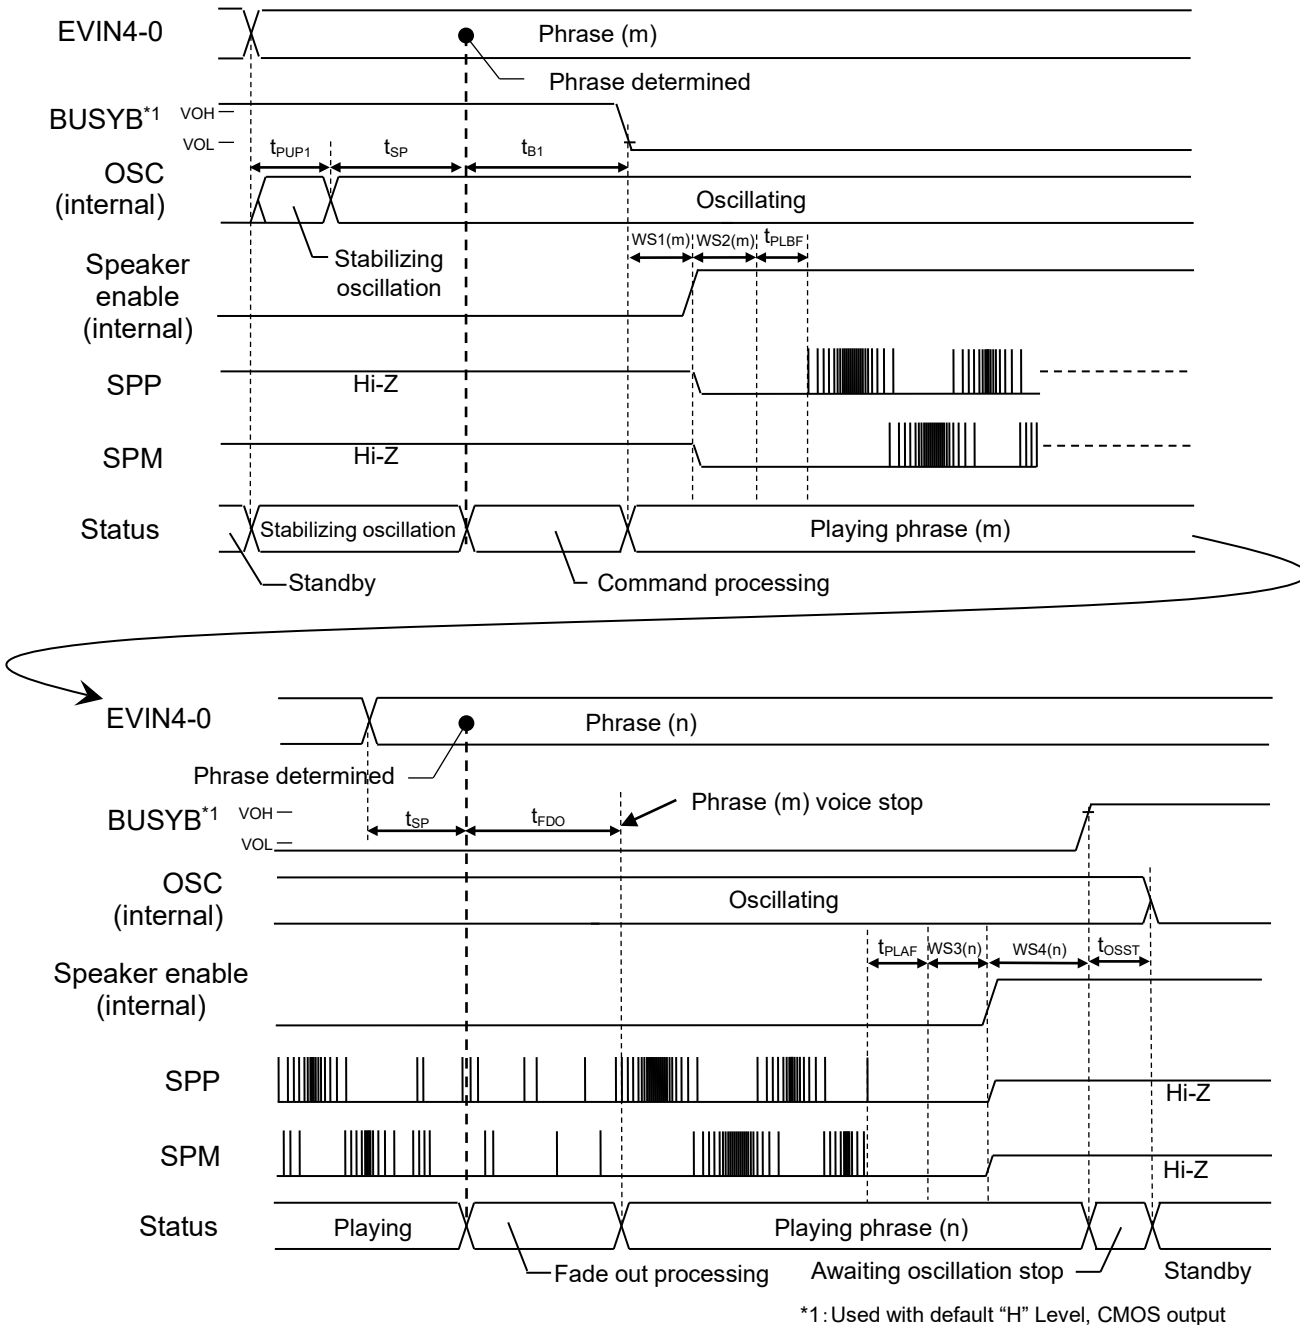 EVIN4-0
Phrase (m)
Phrase determined
BUSYB*1
VOH
VOL
tPUP1
tSP
tB1
OSC
(internal)
Oscillating
Stabilizing
oscillation
WS1(m)
WS2(m)
tPLBF
Speaker
enable
(internal)
SPP
Hi-Z
SPM
Hi-Z
Status
Stabilizing oscillation
Playing phrase (m)
Standby
Command processing
EVIN4-0
Phrase (n)
Phrase determined
BUSYB*1
VOH
VOL
tSP
tFDO
Phrase (m) voice stop
OSC
(internal)
Oscillating
tPLAF
WS3(n)
WS4(n)
tOSST
Speaker enable
(internal)
SPP
Hi-Z
SPM
Hi-Z
Status
Playing
Playing phrase (n)
Fade out processing
Awaiting oscillation stop
Standby
*1:Used with default “H” Level, CMOS output